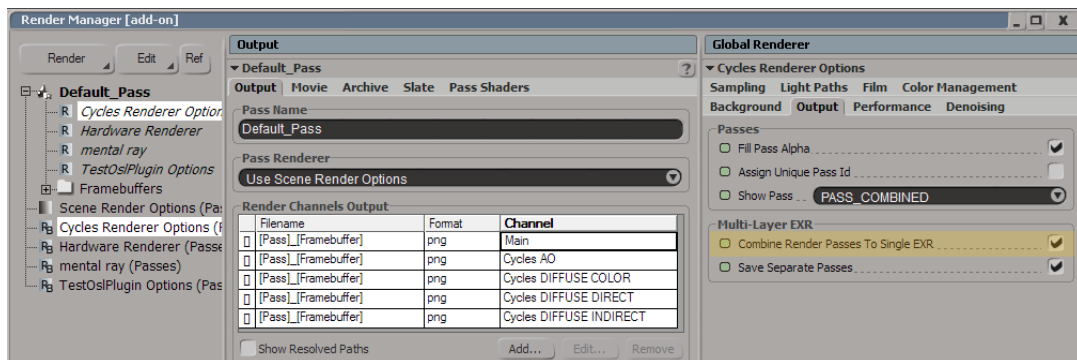 Render Manager [add-on]
Render Edit Ref
Default_Pass
R Cycles Renderer Option
R Hardware Renderer
R mental ray
R TestOslPlugin Options
Framebuffers
Scene Render Options (Pa
Cycles Renderer Options (
Hardware Renderer (Passe
mental ray (Passes)
TestOslPlugin Options (Pas
Output
Default_Pass ?
Output Movie Archive Slate Pass Shaders
Pass Name
Default_Pass
Pass Renderer
Use Scene Render Options
Render Channels Output
Filename Format Channel
[Pass]_[Framebuffer] png Main
[Pass]_[Framebuffer] png Cycles AO
[Pass]_[Framebuffer] png Cycles DIFFUSE COLOR
[Pass]_[Framebuffer] png Cycles DIFFUSE DIRECT
[Pass]_[Framebuffer] png Cycles DIFFUSE INDIRECT
Show Resolved Paths Add... Edit... Remove
Global Renderer
Cycles Renderer Options
Sampling Light Paths Film Color Management
Background Output Performance Denoising
Passes
Fill Pass Alpha
Assign Unique Pass Id
Show Pass PASS_COMBINED
Multi-Layer EXR
Combine Render Passes To Single EXR
Save Separate Passes